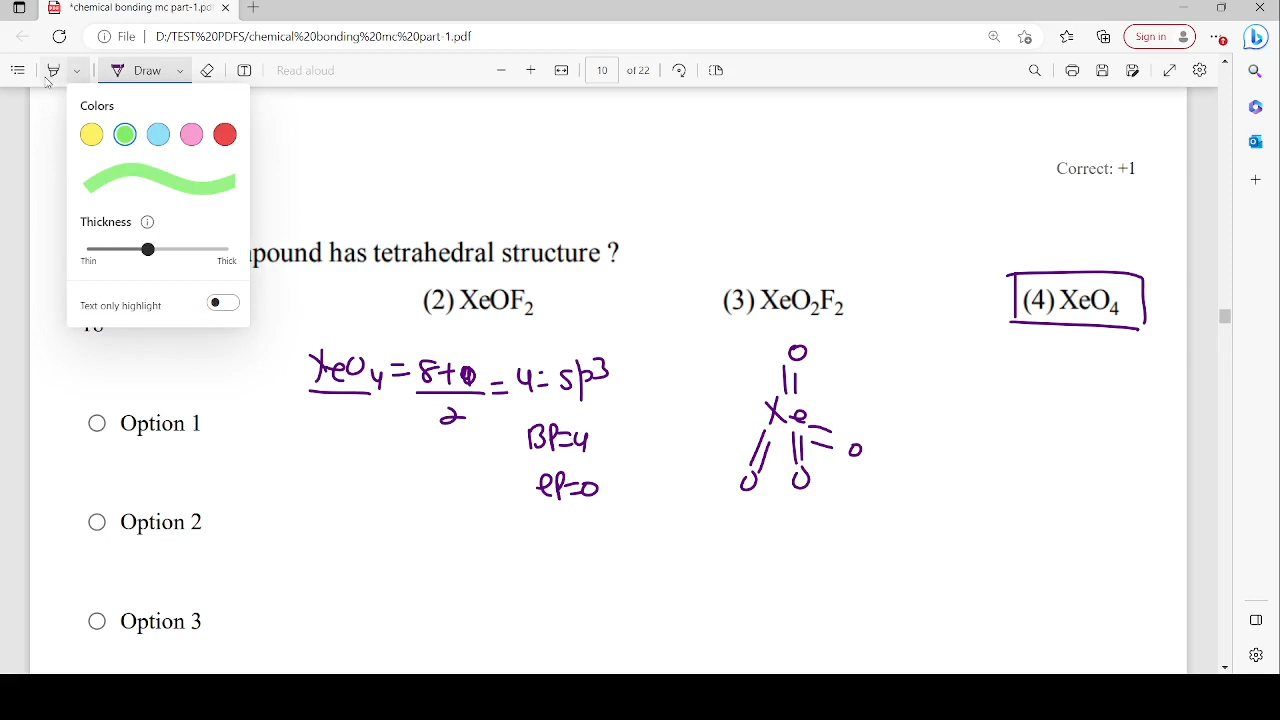 *chemical bonding mc part-1.pdf
File D:/TEST%20PDFS/chemical%20bonding%20mc%20part-1.pdf Sign in
Draw Read aloud 10 of 22
Colors
Correct: +1
Thickness
Thin Thick
pound has tetrahedral structure ?
Text only highlight (2) XeOF₂ (3) XeO₂F₂ (4) XeO₄
XeO₄ = 8+0/2 = 4 = sp³
BP=4
lP=0
O
Xe
O O O
Option 1
Option 2
Option 3